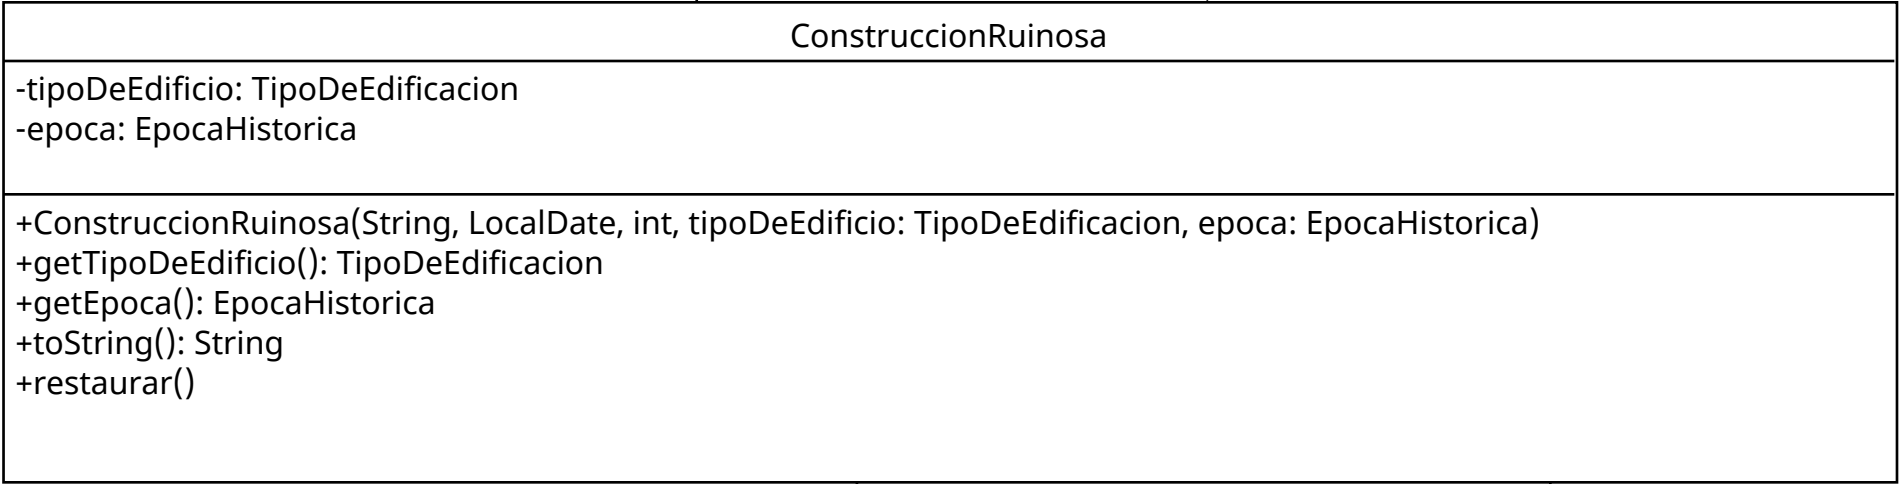 ConstruccionRuinosa
-tipoDeEdificio: TipoDeEdificacion
-epoca: EpocaHistorica
+ConstruccionRuinosa(String, LocalDate, int, tipoDeEdificio: TipoDeEdificacion, epoca: EpocaHistorica)
+getTipoDeEdificio(): TipoDeEdificacion
+getEpoca(): EpocaHistorica
+toString(): String
+restaurar()